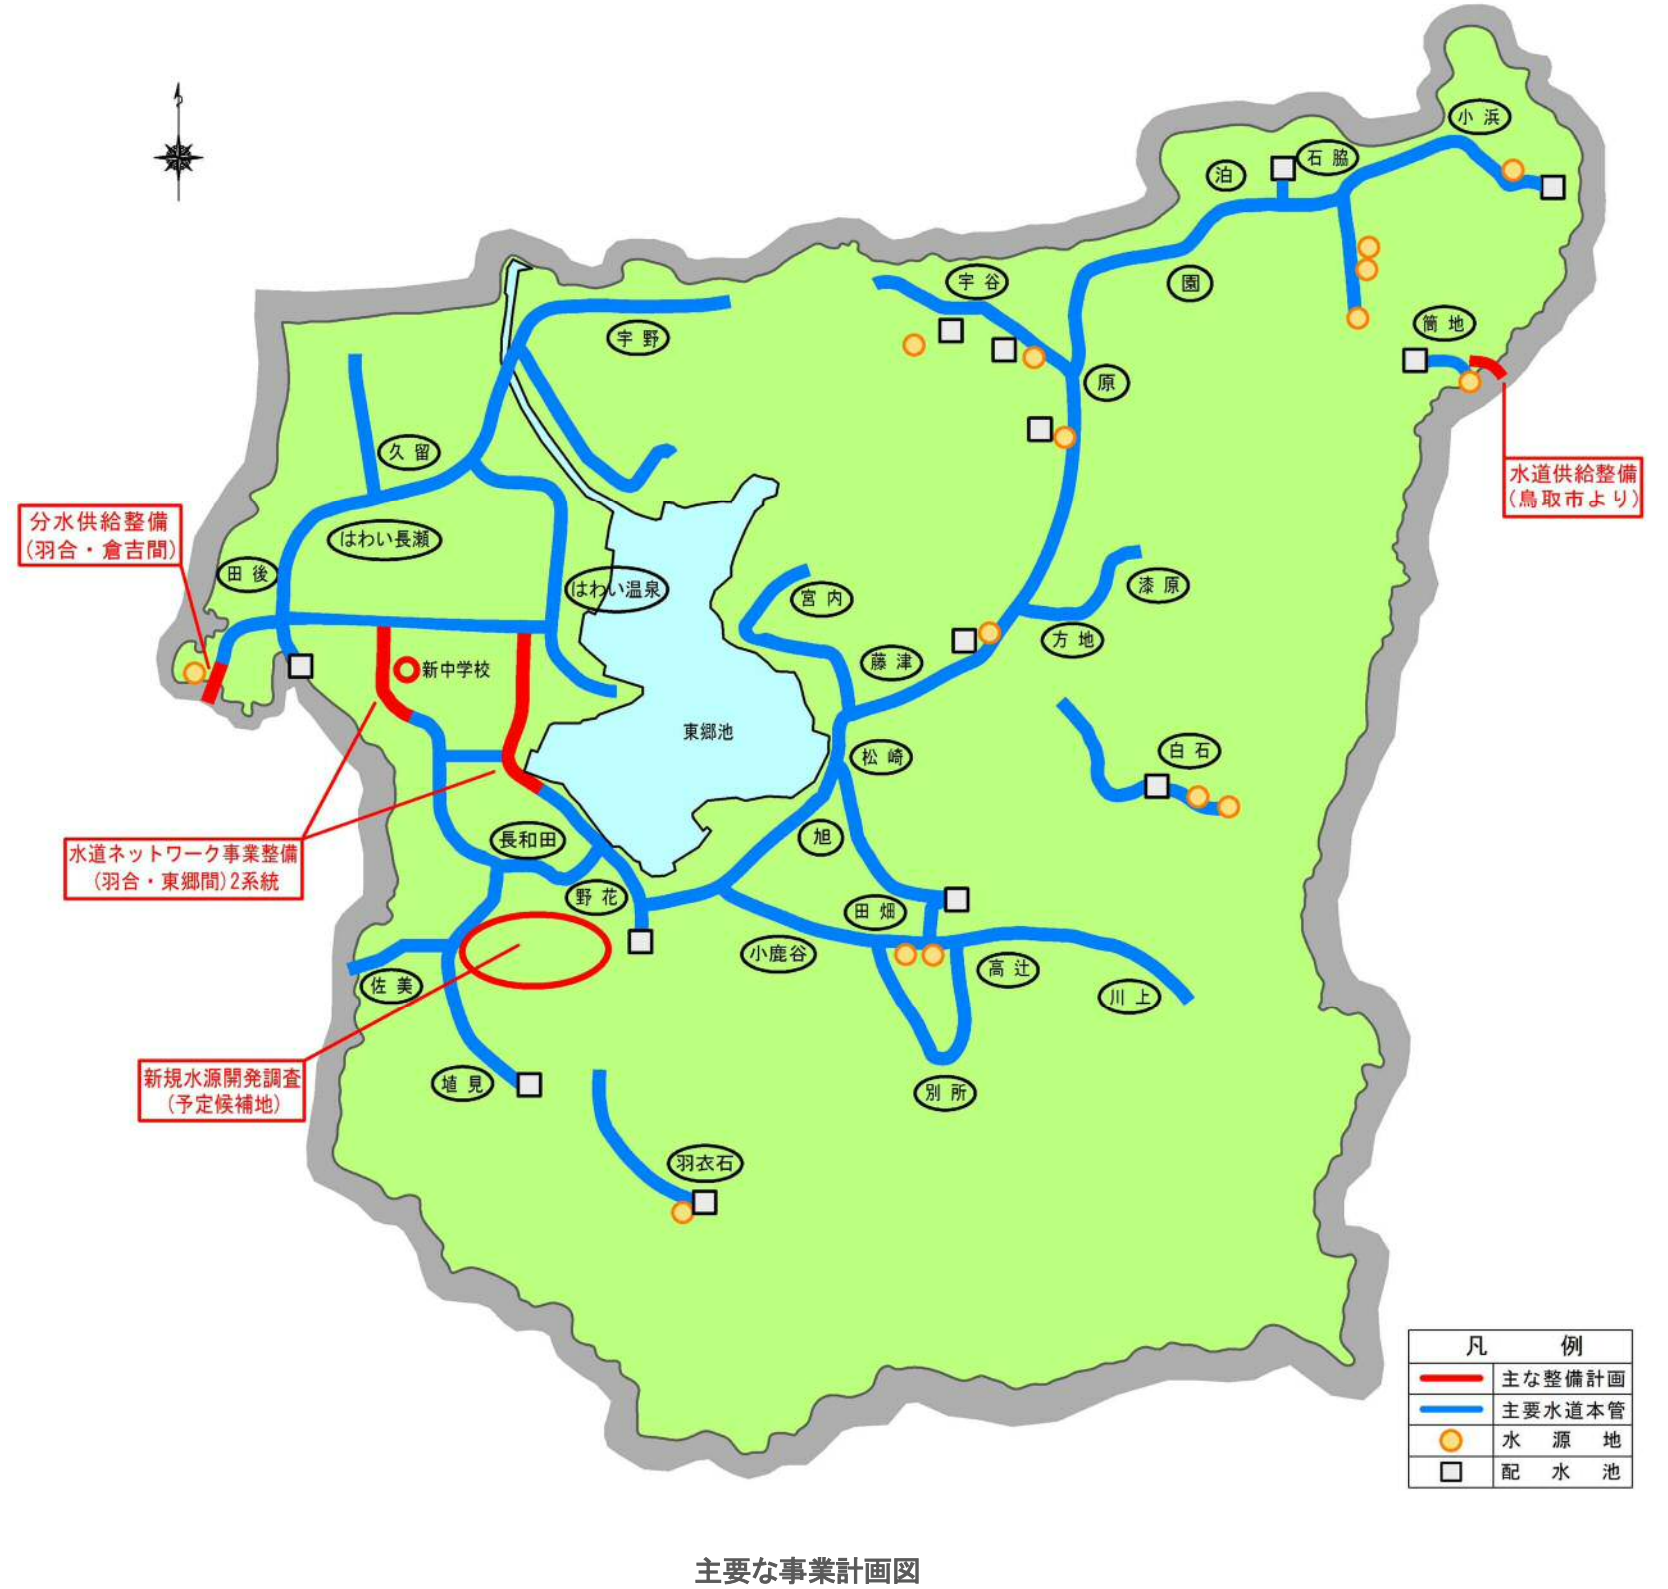 小浜
石脇
泊
園
宇谷
筒地
宇野
原
久留
水道供給整備
(鳥取市より)
分水供給整備
(羽合・倉吉間)
はわい長瀬
田後
はわい温泉
宮内
漆原
方地
藤津
新中学校
東郷池
松崎
白石
旭
長和田
水道ネットワーク事業整備
(羽合・東郷間)2系統
野花
田畑
小鹿谷
高辻
佐美
川上
新規水源開発調査
(予定候補地)
埴見
別所
羽衣石
凡例
主な整備計画
主要水道本管
水源地
配水池
主要な事業計画図